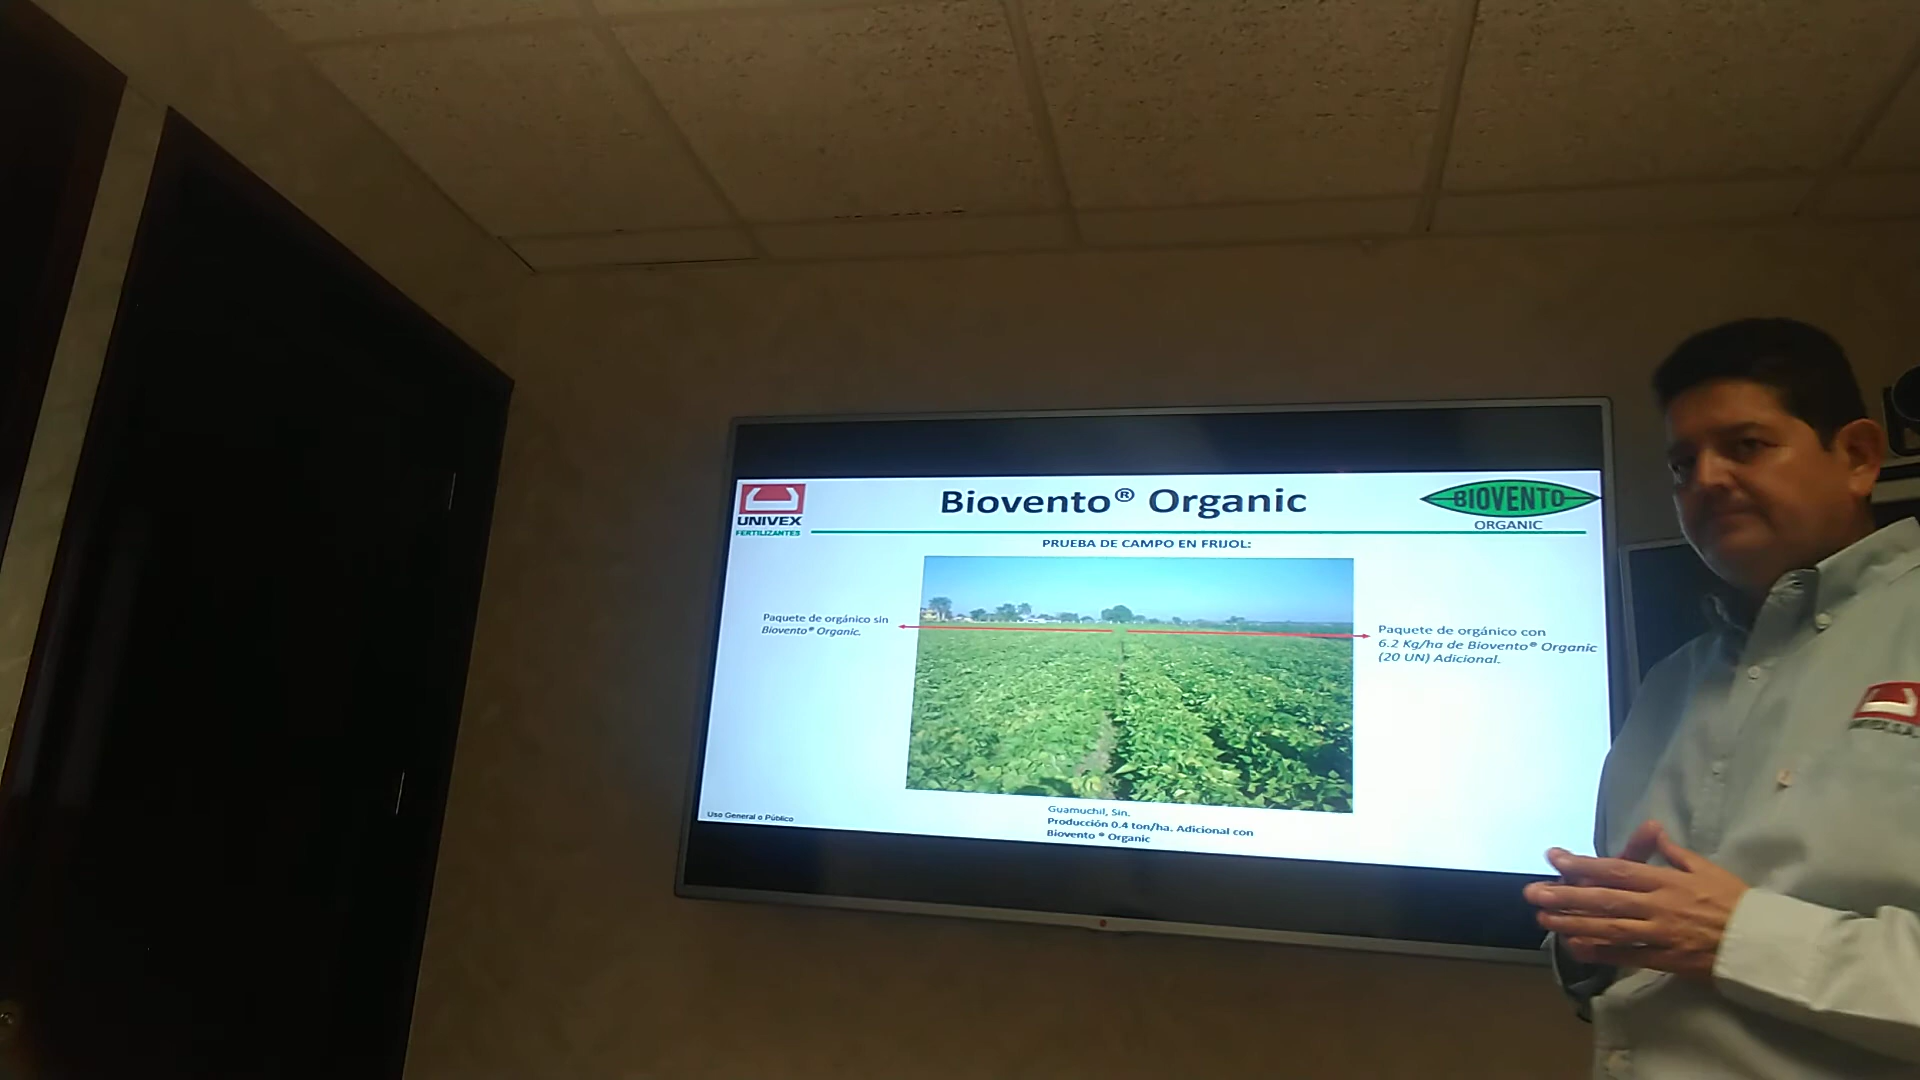 Biovento® Organic
UNIVEX
FERTILIZANTES
BIOVENTO
ORGANIC
PRUEBA DE CAMPO EN FRIJOL:
Paquete de orgánico sin
Biovento® Organic.
Paquete de orgánico con
6.2 Kg/ha de Biovento® Organic
(20 UN) Adicional.
Guamuchil, Sin.
Producción 0.4 ton/ha. Adicional con
Biovento ® Organic
Uso General o Público